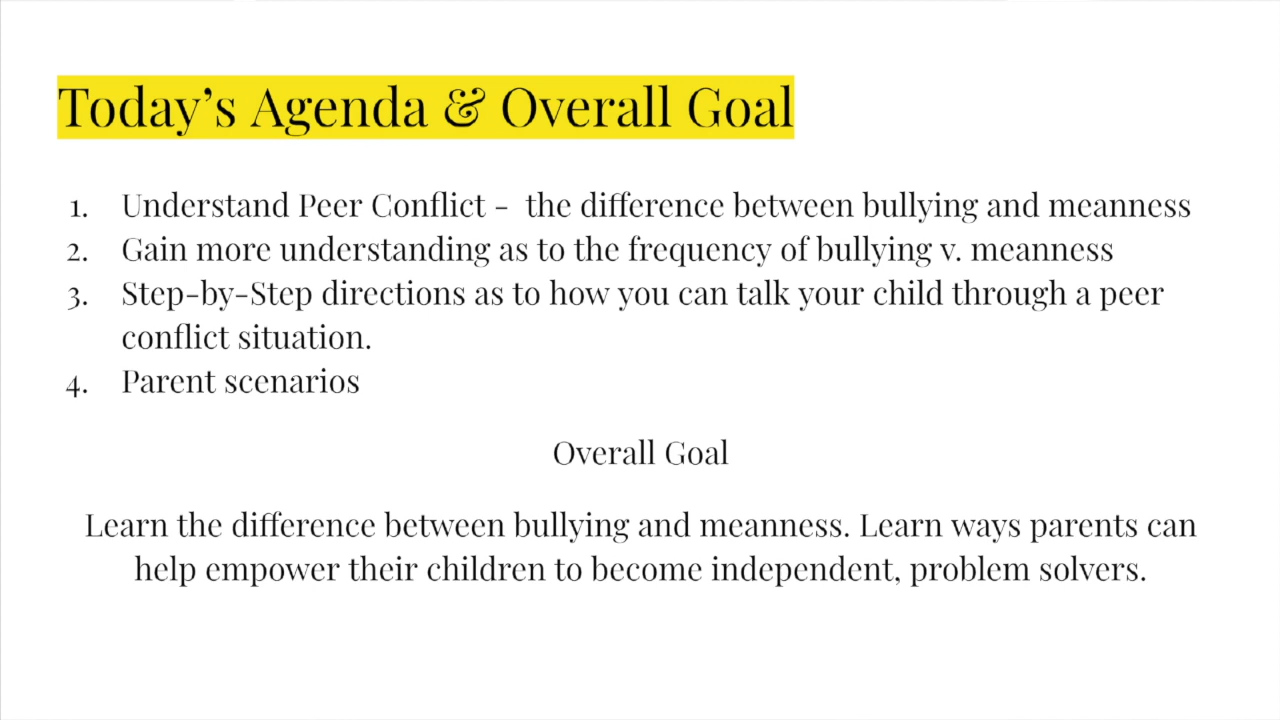 Today's Agenda & Overall Goal
1. Understand Peer Conflict -  the difference between bullying and meanness
2. Gain more understanding as to the frequency of bullying v. meanness
3. Step-by-Step directions as to how you can talk your child through a peer
conflict situation.
4. Parent scenarios
Overall Goal
Learn the difference between bullying and meanness. Learn ways parents can
help empower their children to become independent, problem solvers.